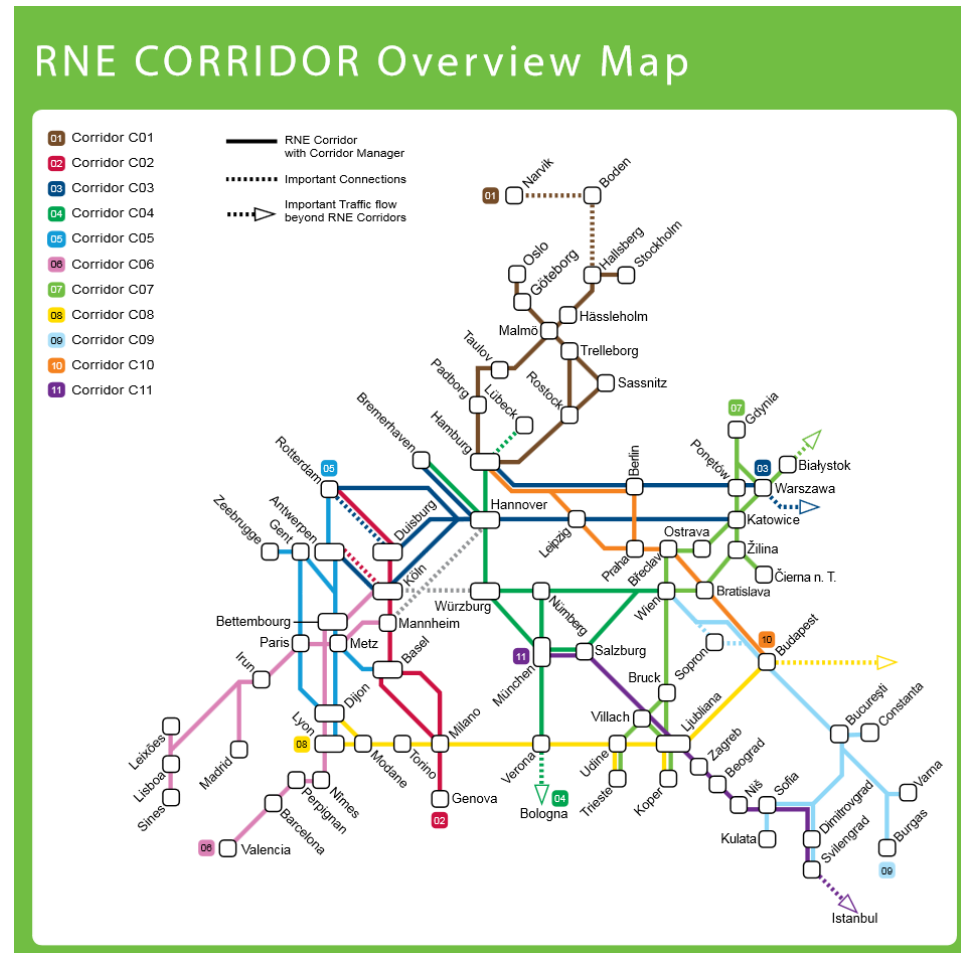 RNE CORRIDOR Overview Map
01 Corridor C01
02 Corridor C02
03 Corridor C03
04 Corridor C04
05 Corridor C05
06 Corridor C06
07 Corridor C07
08 Corridor C08
09 Corridor C09
10 Corridor C10
11 Corridor C11
RNE Corridor
with Corridor Manager
Important Connections
Important Traffic flow
beyond RNE Corridors
01
Narvik
Boden
Oslo
Göteborg
Hallsberg
Stockholm
Hässleholm
Malmö
Trelleborg
Taulov
Sassnitz
Padborg
Lübeck
Rostock
Hamburg
Bremerhaven
07
Gdynia
Ponętów
Białystok
03
Warszawa
Berlin
05
Rotterdam
Hannover
Katowice
Zeebrugge
Gent
Antwerpen
Duisburg
Leipzig
Praha
Ostrava
Břeclav
Žilina
Čierna n. T.
Köln
Würzburg
Nürnberg
Wien
Bratislava
Bettembourg
Mannheim
Paris
Metz
Basel
11
München
Salzburg
Sopron
10
Budapest
Irun
Bruck
Dijon
Villach
Ljubljana
București
Constanta
Leixões
Lisboa
Sines
Madrid
08
Lyon
Modane
Torino
Milano
Verona
Udine
Trieste
Koper
Zagreb
Beograd
Niš
Sofia
Varna
Nîmes
Perpignan
Barcelona
06
Valencia
Genova
02
04
Bologna
Kulata
Dimitrovgrad
Svilengrad
Burgas
09
Istanbul